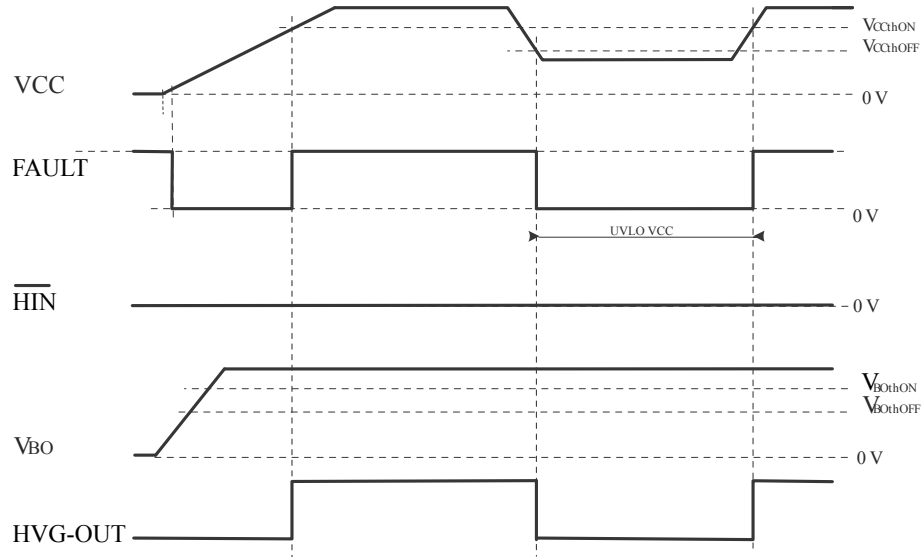 VCCthON
VCCthOFF
VCC
0 V
FAULT
0 V
UVLO VCC
HIN
0 V
VBOthON
VBOthOFF
VBO
0 V
HVG-OUT